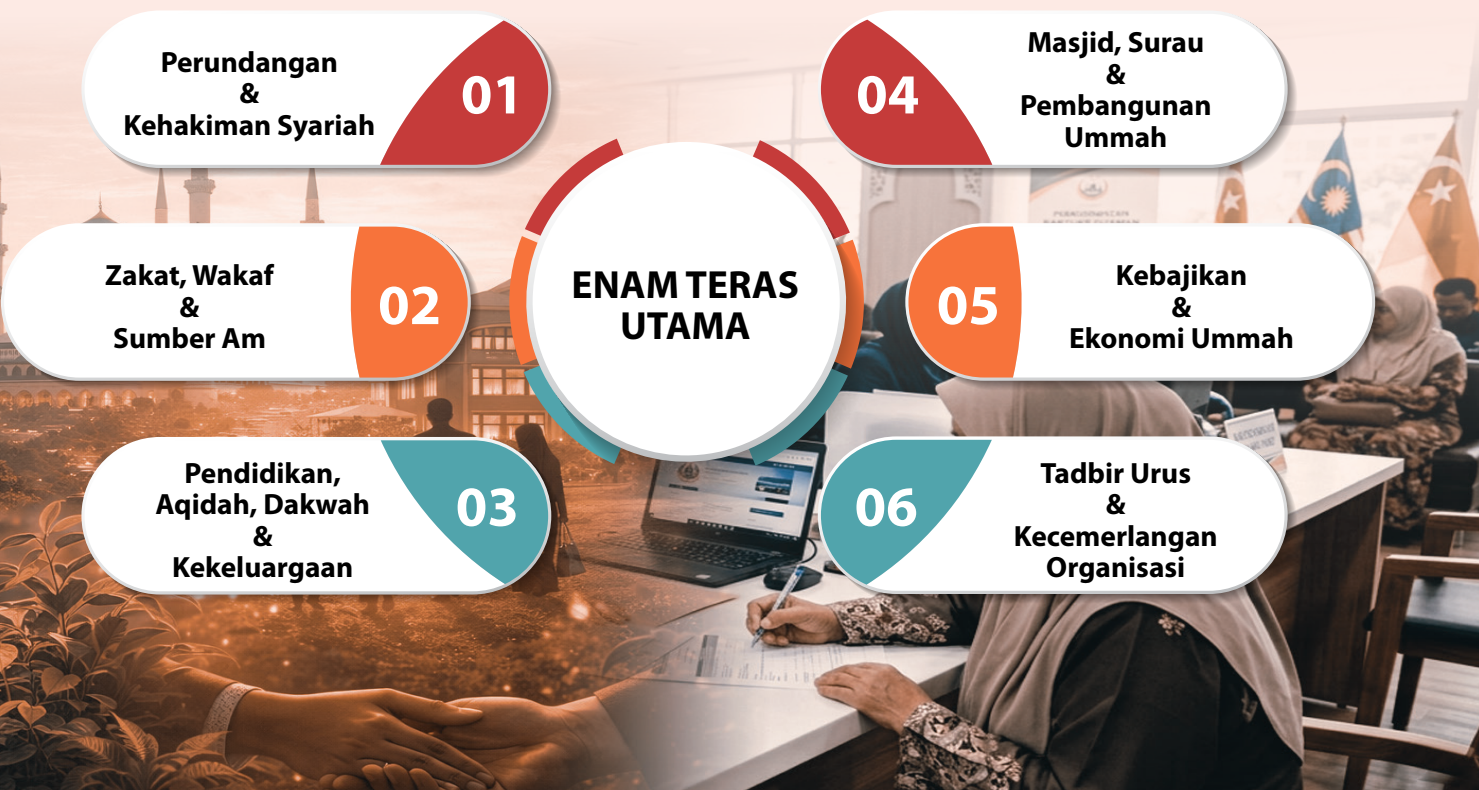 Perundangan
&
Kehakiman Syariah
01
Zakat, Wakaf
&
Sumber Am
02
Pendidikan,
Aqidah, Dakwah
&
Kekeluargaan
03
ENAM TERAS
UTAMA
04
Masjid, Surau
&
Pembangunan
Ummah
05
Kebajikan
&
Ekonomi Ummah
06
Tadbir Urus
&
Kecemerlangan
Organisasi